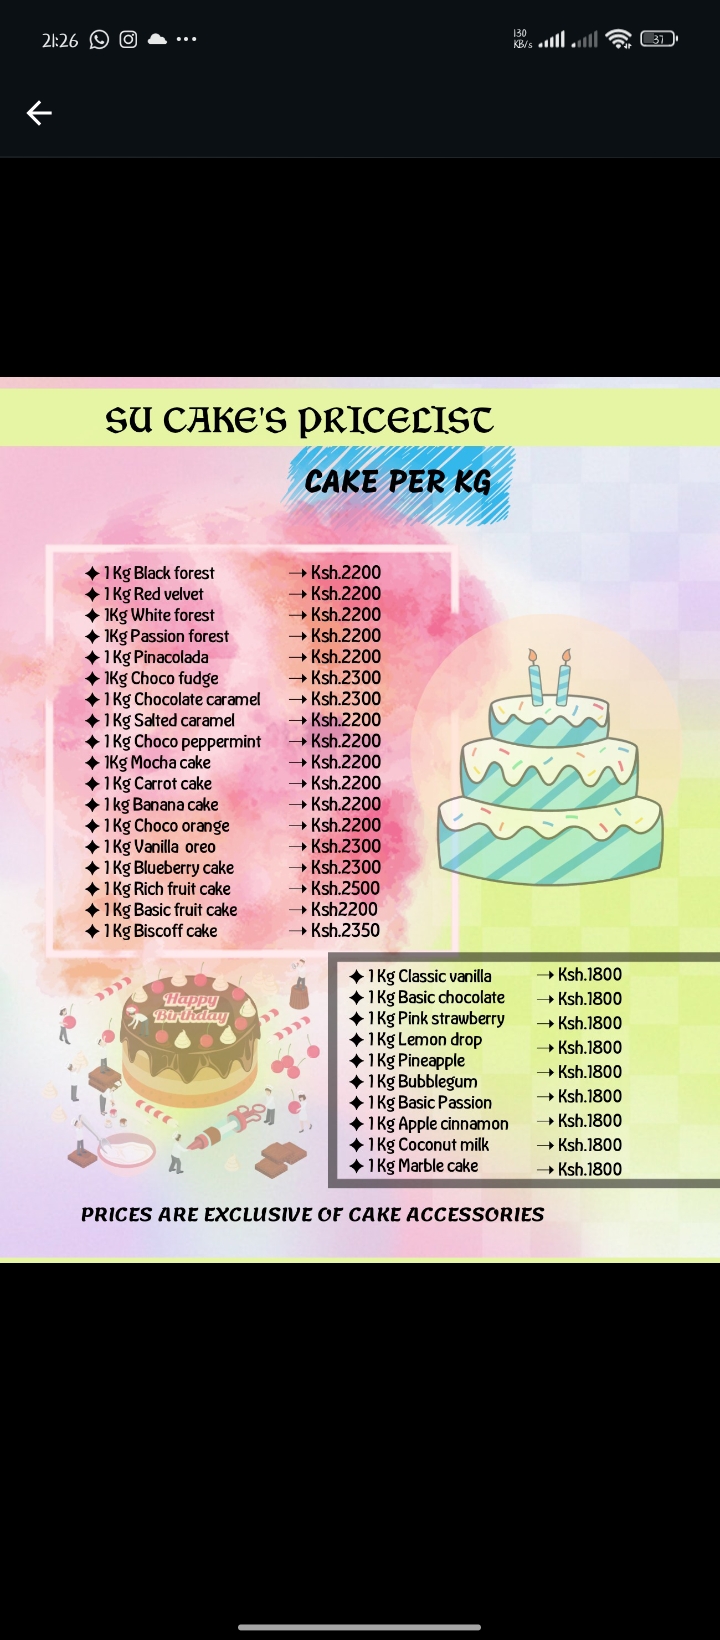 21:26
130 KB/s
37
SU CAKE'S PRICELIST
CAKE PER KG
1 Kg Black forest → Ksh.2200
1 Kg Red velvet → Ksh.2200
1Kg White forest → Ksh.2200
1Kg Passion forest → Ksh.2200
1 Kg Pinacolada → Ksh.2200
1Kg Choco fudge → Ksh.2300
1 Kg Chocolate caramel → Ksh.2300
1 Kg Salted caramel → Ksh.2200
1 Kg Choco peppermint → Ksh.2200
1Kg Mocha cake → Ksh.2200
1 Kg Carrot cake → Ksh.2200
1 kg Banana cake → Ksh.2200
1 Kg Choco orange → Ksh.2200
1 Kg Vanilla oreo → Ksh.2300
1 Kg Blueberry cake → Ksh.2300
1 Kg Rich fruit cake → Ksh.2500
1 Kg Basic fruit cake → Ksh2200
1 Kg Biscoff cake → Ksh.2350
Happy
Birthday
1 Kg Classic vanilla → Ksh.1800
1 Kg Basic chocolate → Ksh.1800
1 Kg Pink strawberry → Ksh.1800
1 Kg Lemon drop → Ksh.1800
1 Kg Pineapple → Ksh.1800
1 Kg Bubblegum → Ksh.1800
1 Kg Basic Passion → Ksh.1800
1 Kg Apple cinnamon → Ksh.1800
1 Kg Coconut milk → Ksh.1800
1 Kg Marble cake
PRICES ARE EXCLUSIVE OF CAKE ACCESSORIES